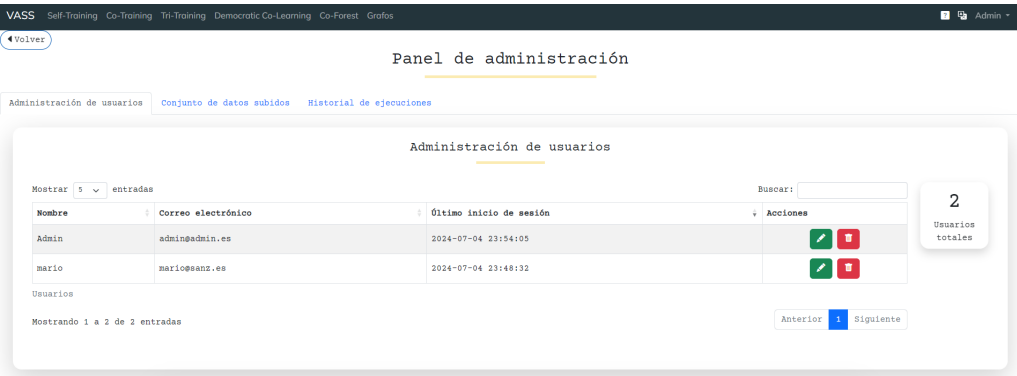 VASS Self-Training Co-Training Tri-Training Democratic Co-Learning Co-Forest Grafos Admin
Volver
Panel de administración
Administración de usuarios Conjunto de datos subidos Historial de ejecuciones
Administración de usuarios
Mostrar 5 entradas Buscar:
Nombre Correo electrónico Último inicio de sesión Acciones
Admin admin@admin.es 2024-07-04 23:54:05
mario mario@sanz.es 2024-07-04 23:48:32
Usuarios
Mostrando 1 a 2 de 2 entradas
Anterior 1 Siguiente
2
Usuarios
totales